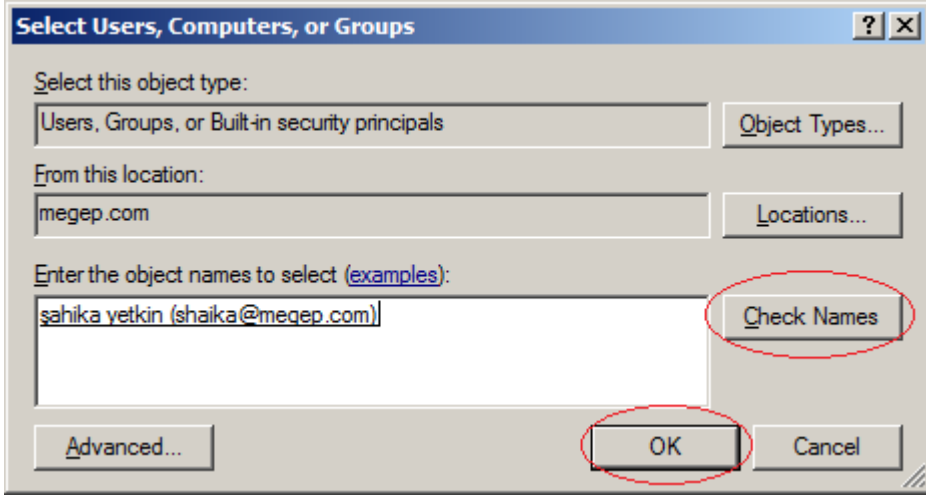 Select Users, Computers, or Groups
Select this object type:
Users, Groups, or Built-in security principals
Object Types...
From this location:
megep.com
Locations...
Enter the object names to select (examples):
şahika yetkin (shaika@megep.com)
Check Names
Advanced...
OK
Cancel